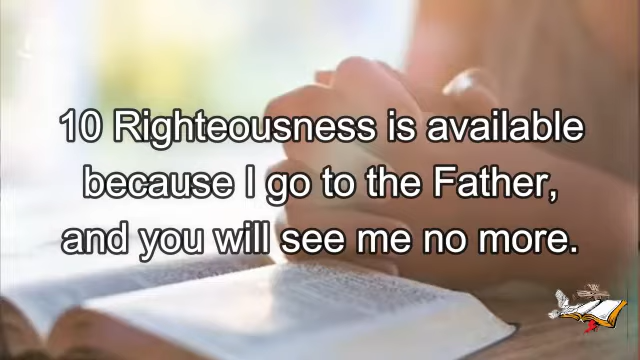 10 Righteousness is available
because I go to the Father,
and you will see me no more.